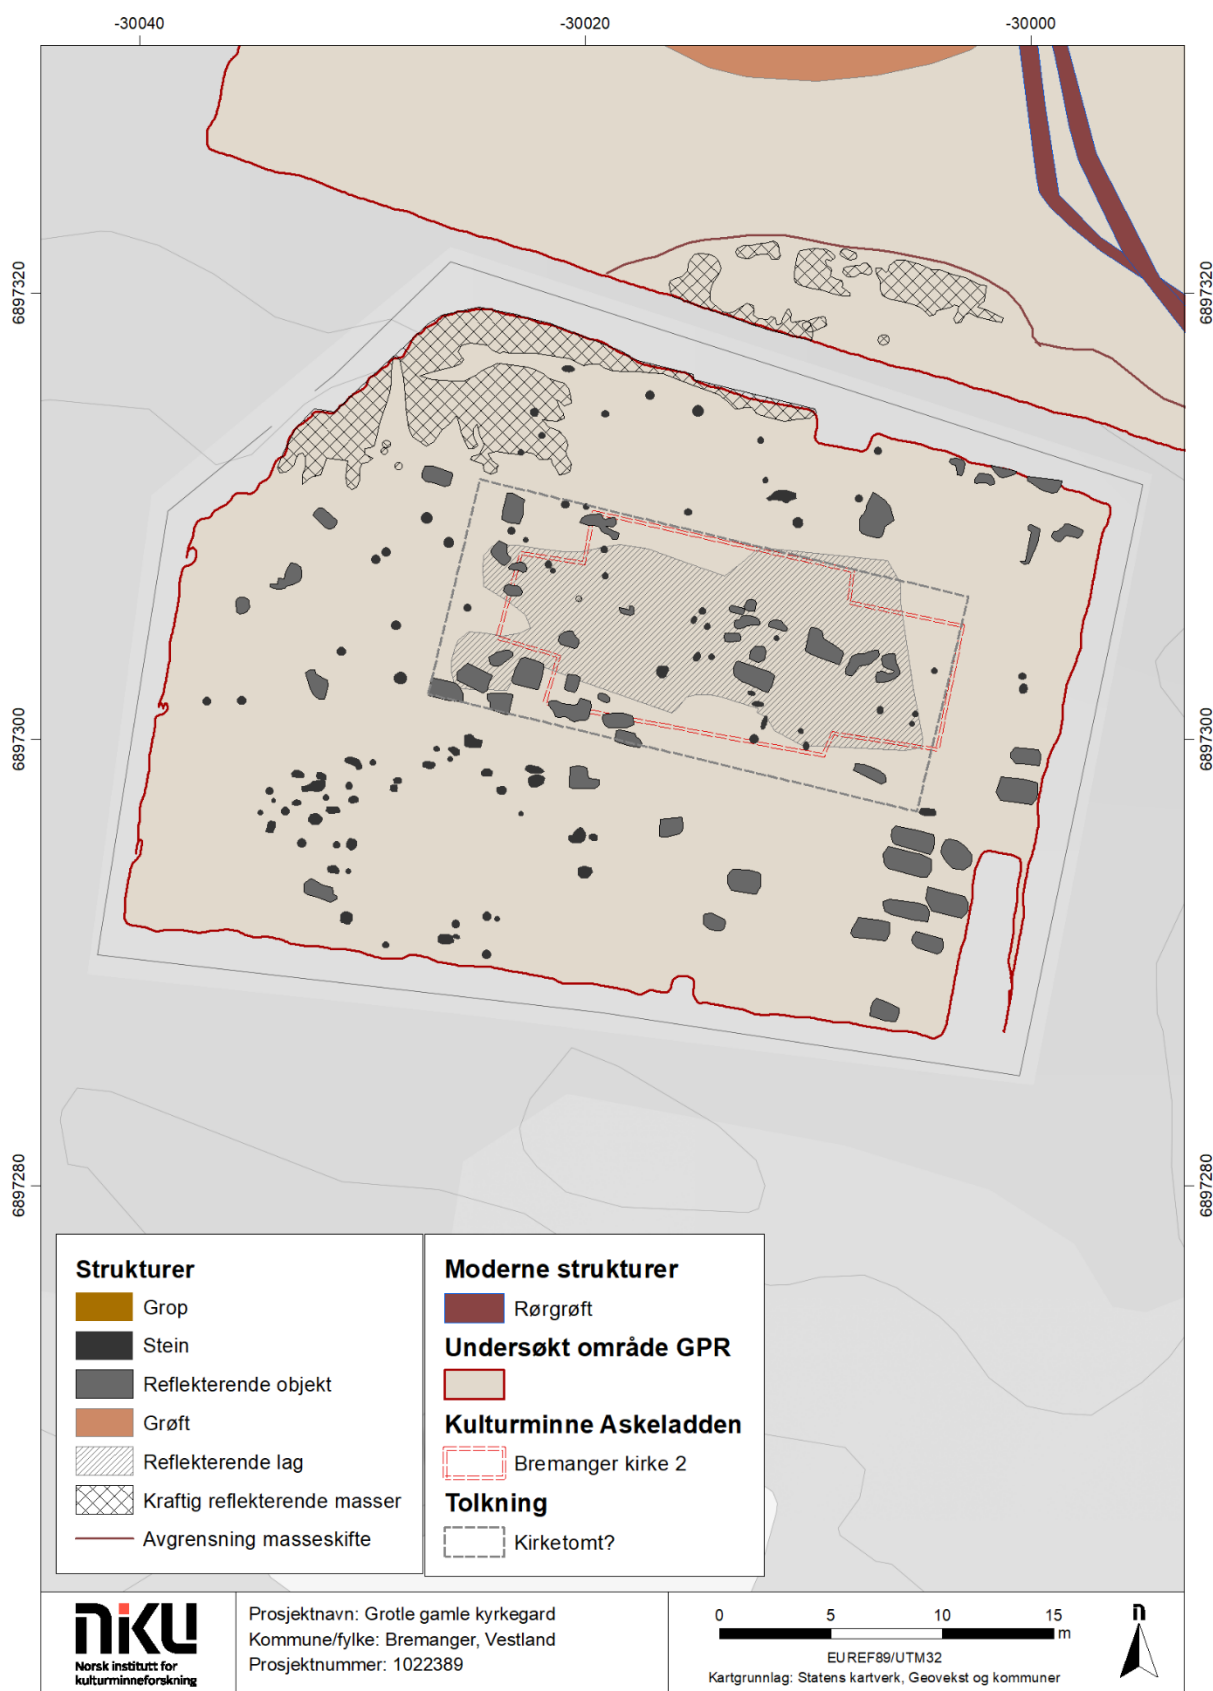 -30040
-30020
-30000
6897320
6897320
6897300
6897300
6897280
6897280
Strukturer
Grop
Stein
Reflekterende objekt
Grøft
Reflekterende lag
Kraftig reflekterende masser
Avgrensning masseskifte
Moderne strukturer
Rørgrøft
Undersøkt område GPR
Kulturminne Askeladden
Bremanger kirke 2
Tolkning
Kirketomt?
niku
Norsk institutt for
kulturminneforskning
Prosjektnavn: Grotle gamle kyrkegard
Kommune/fylke: Bremanger, Vestland
Prosjektnummer: 1022389
0 5 10 15
m
EUREF89/UTM32
Kartgrunnlag: Statens kartverk, Geovekst og kommuner
n